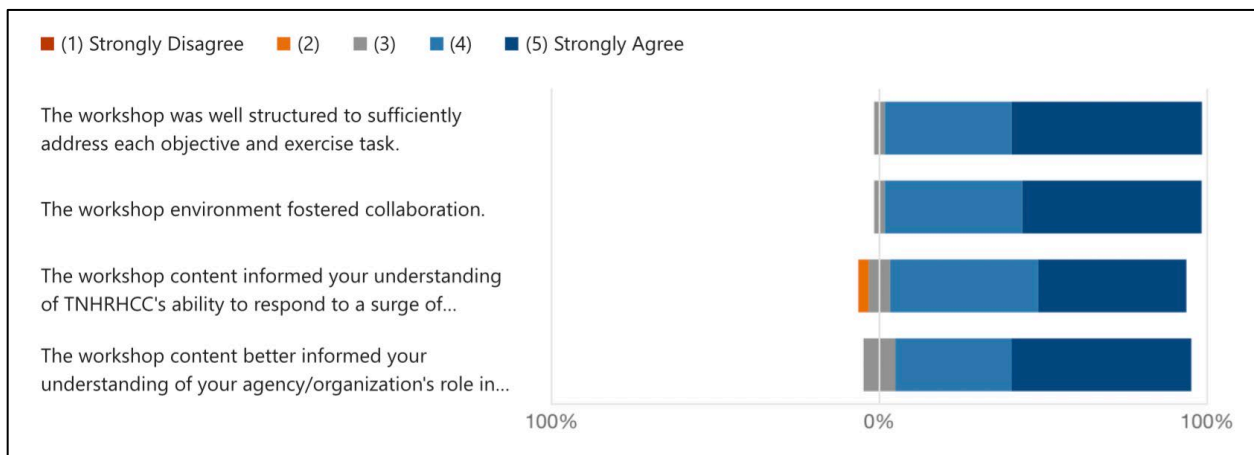 (1) Strongly Disagree (2) (3) (4) (5) Strongly Agree
The workshop was well structured to sufficiently
address each objective and exercise task.
The workshop environment fostered collaboration.
The workshop content informed your understanding
of TNHRHCC's ability to respond to a surge of...
The workshop content better informed your
understanding of your agency/organization's role in...
100% 0% 100%